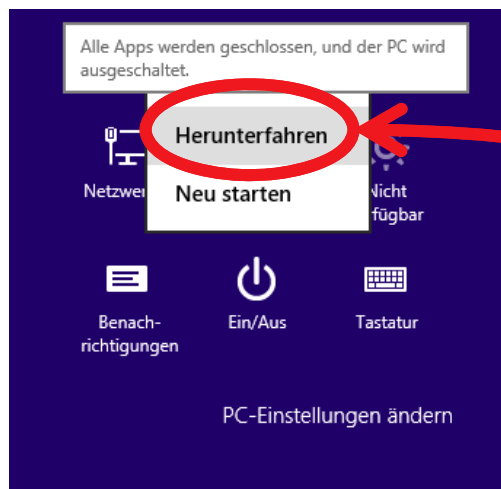 Alle Apps werden geschlossen, und der PC wird
ausgeschaltet.
Herunterfahren
Neu starten
Nicht
Benach-
richtigungen
Ein/Aus
Tastatur
PC-Einstellungen ändern